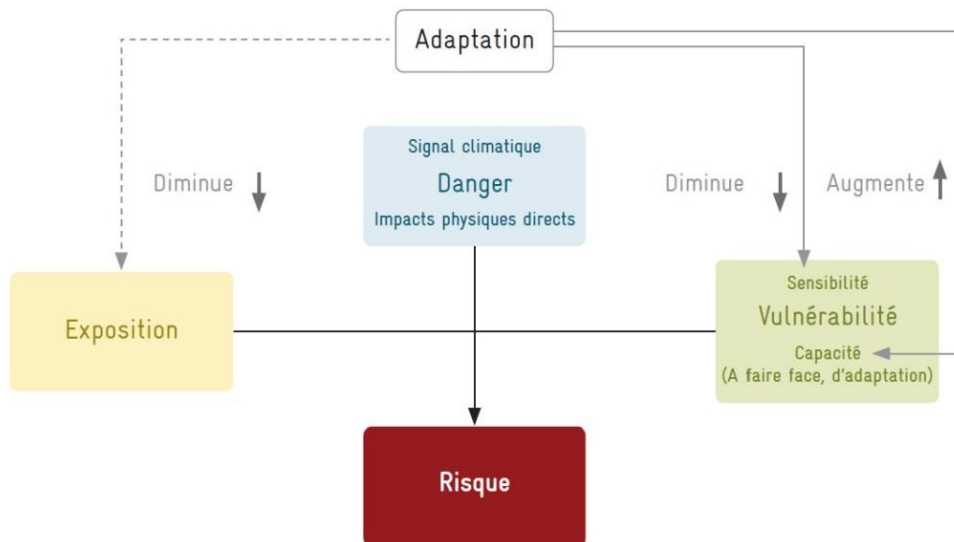 Adaptation
Signal climatique
Danger
Impacts physiques directs
Diminue
Diminue
Augmente
Exposition
Sensibilité
Vulnérabilité
Capacité
(A faire face, d'adaptation)
Risque